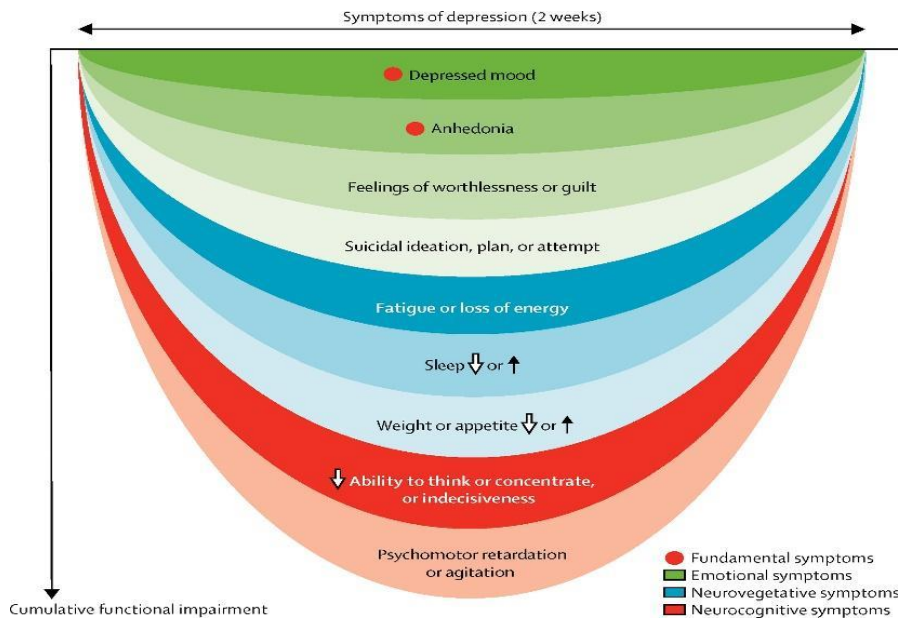 Symptoms of depression (2 weeks)
Depressed mood
Anhedonia
Feelings of worthlessness or guilt
Suicidal ideation, plan, or attempt
Fatigue or loss of energy
Sleep ⇩ or ↑
Weight or appetite ⇩ or ↑
⇩ Ability to think or concentrate,
or indecisiveness
Psychomotor retardation
or agitation
Fundamental symptoms
Emotional symptoms
Neurovegetative symptoms
Neurocognitive symptoms
Cumulative functional impairment